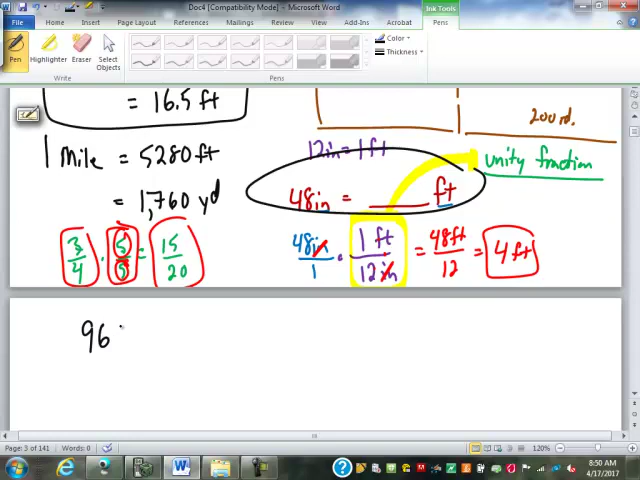 Doc4 [Compatibility Mode] - Microsoft Word
Ink Tools
File Home Insert Page Layout References Mailings Review View Add-Ins Acrobat Pens
Pen Highlighter Eraser Select Objects
Color
Thickness
Write
Pens
= 16.5 ft
200 rd.
1 Mile = 5280 ft
12in = 1 ft
unity fraction
= 1,760 yd
48in = ______ ft
3/4 · 5/5 = 15/20
48in/1 · 1 ft/12in = 48ft/12 = 4 ft
96
Page: 3 of 141 Words: 0
120%
8:50 AM
4/17/2017